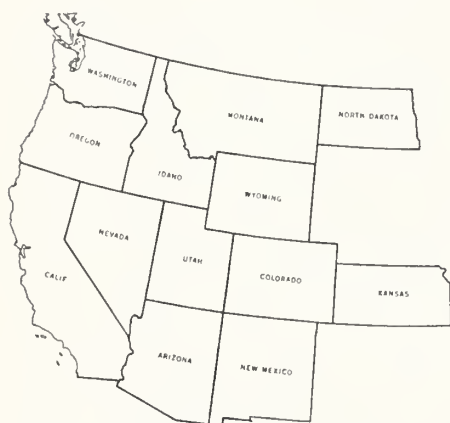 WASHINGTON
MONTANA
NORTH DAKOTA
OREGON
IDAHO
WYOMING
NEVADA
UTAH
CALIF
COLORADO
KANSAS
ARIZONA
NEW MEXICO